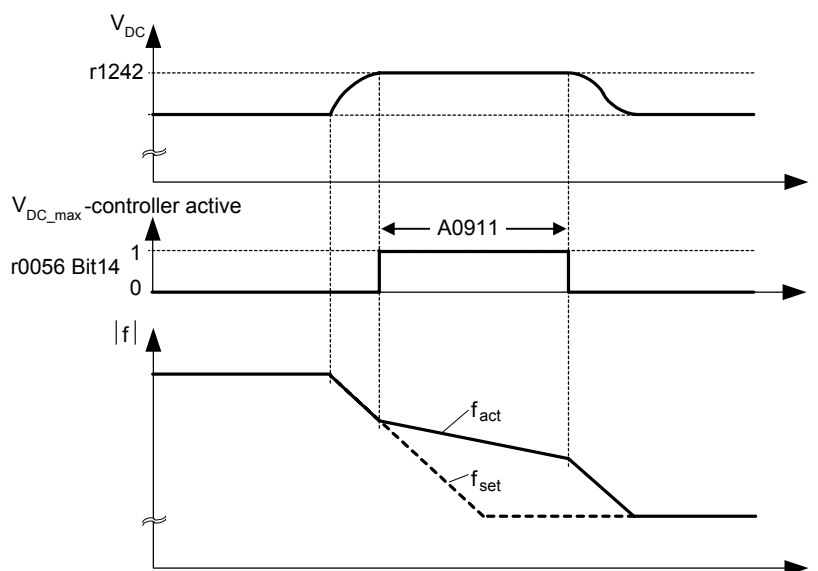 V_DC
r1242
V_DC_max -controller active
A0911
1
r0056 Bit14
0
|f|
f_act
f_set